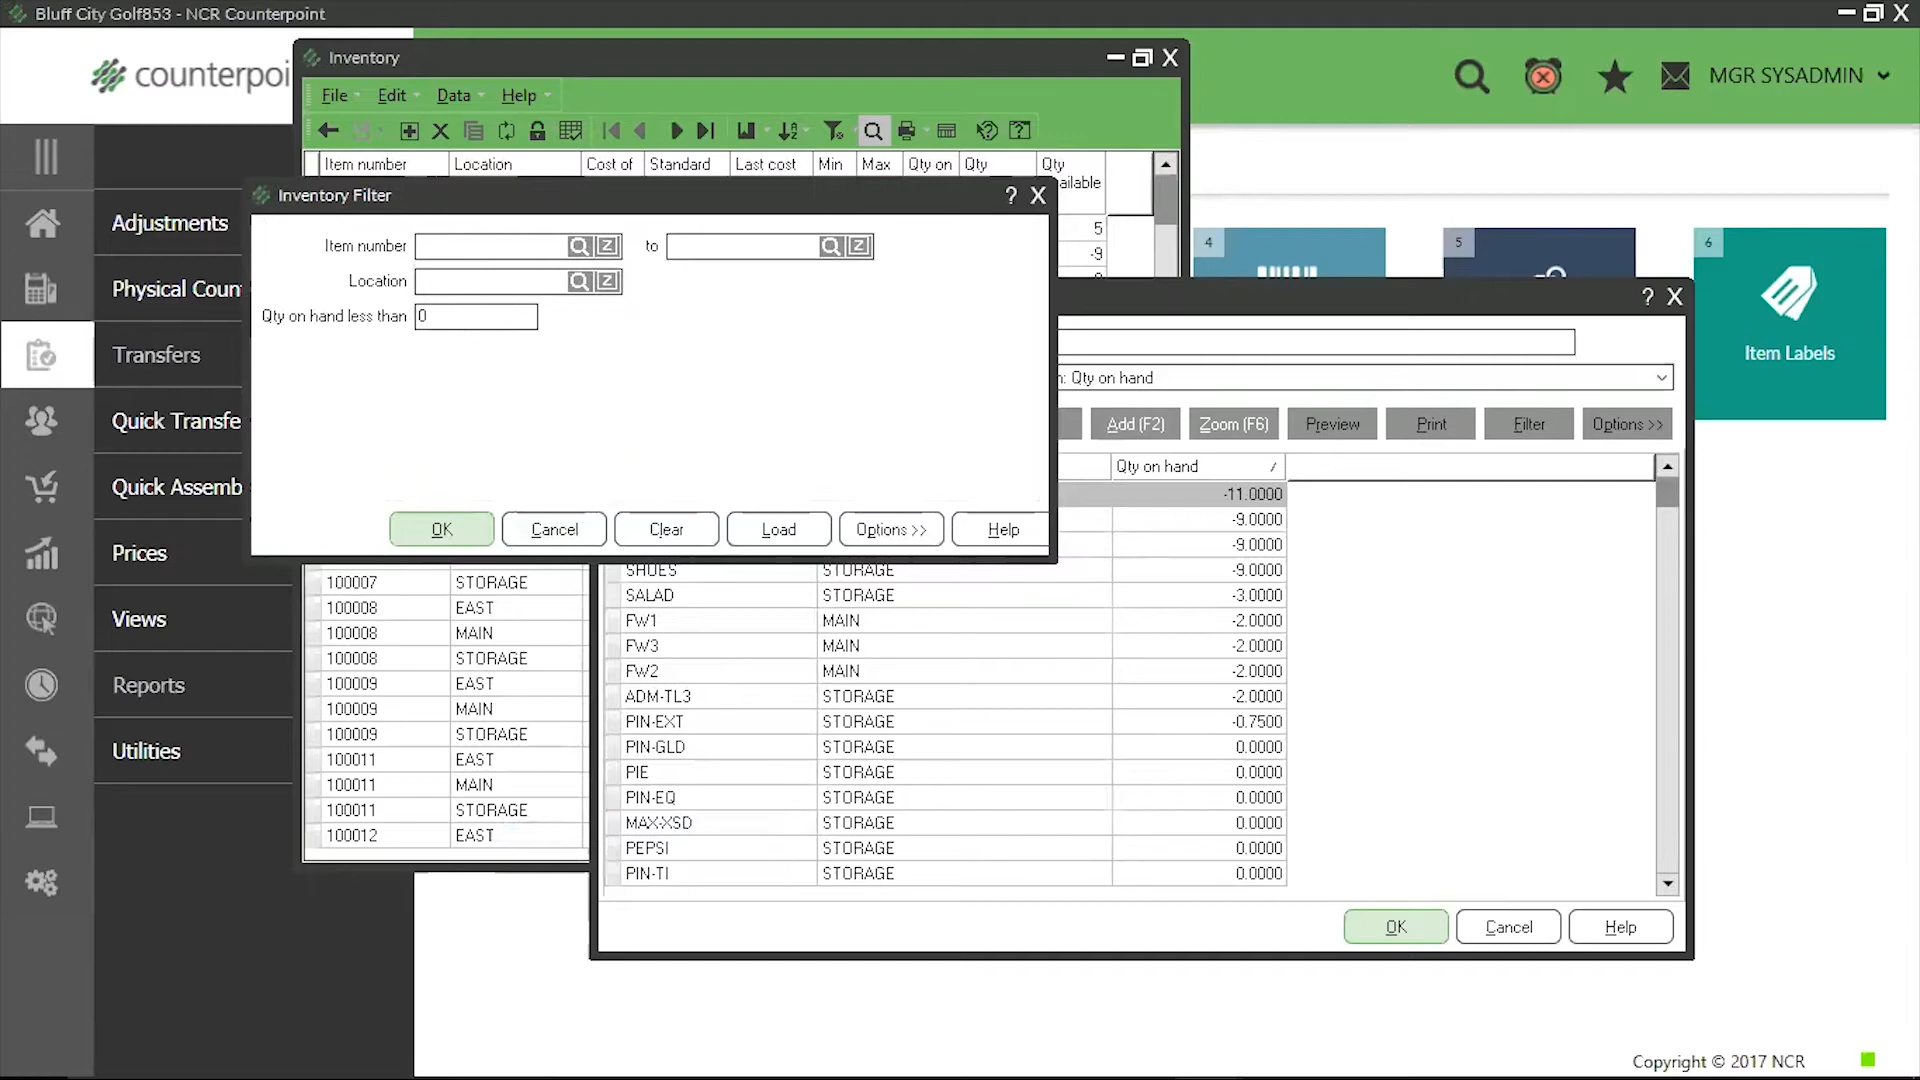 Bluff City Golf853 - NCR Counterpoint
counterpoi
MGR SYSADMIN
Inventory
File Edit Data Help
Item number Location Cost of Standard Last cost Min Max Qty on Qty Qty
ailable
5
-9
Inventory Filter
Item number to
Location
Qty on hand less than 0
OK Cancel Clear Load Options >> Help
Adjustments
Physical Coun
Transfers
Quick Transfe
Quick Assemb
Prices
Views
Reports
Utilities
4
5
6
Item Labels
: Qty on hand
Add (F2) Zoom (F6) Preview Print Filter Options >>
Qty on hand /
-11.0000
-9.0000
-9.0000
SHOES STORAGE -9.0000
SALAD STORAGE -3.0000
FW1 MAIN -2.0000
FW3 MAIN -2.0000
FW2 MAIN -2.0000
ADM-TL3 STORAGE -2.0000
PIN-EXT STORAGE -0.7500
PIN-GLD STORAGE 0.0000
PIE STORAGE 0.0000
PIN-EQ STORAGE 0.0000
MAX-XSD STORAGE 0.0000
PEPSI STORAGE 0.0000
PIN-TI STORAGE 0.0000
OK Cancel Help
100007 STORAGE
100008 EAST
100008 MAIN
100008 STORAGE
100009 EAST
100009 MAIN
100009 STORAGE
100011 EAST
100011 MAIN
100011 STORAGE
100012 EAST
Copyright © 2017 NCR